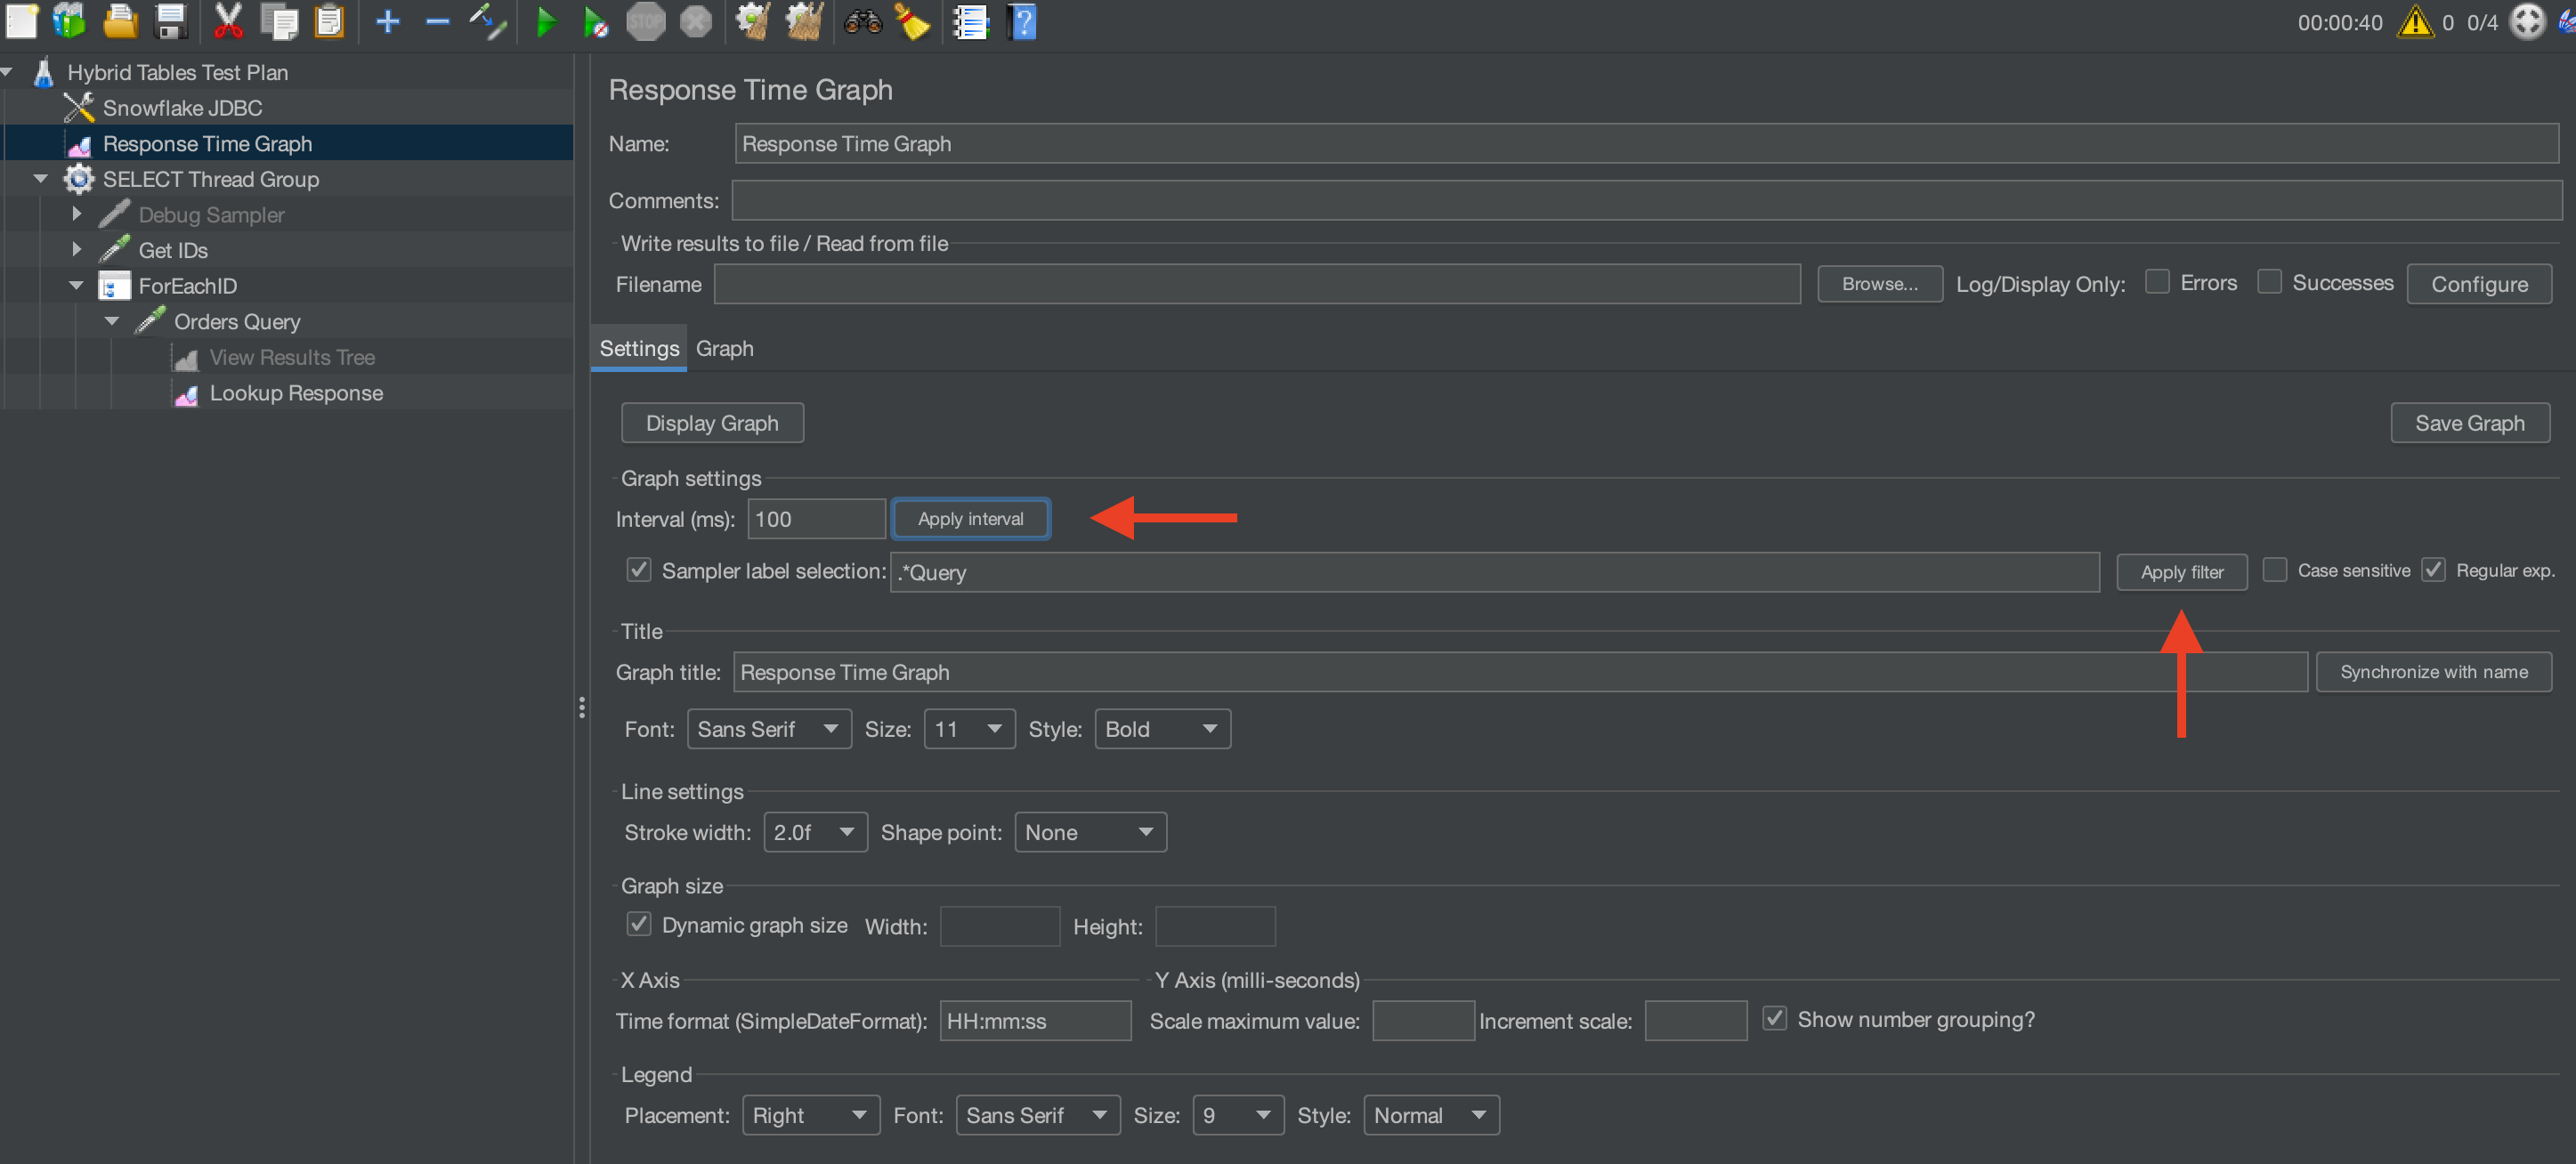 STOP
?
00:00:40 0 0/4
Hybrid Tables Test Plan
Snowflake JDBC
Response Time Graph
SELECT Thread Group
Debug Sampler
Get IDs
ForEachID
Orders Query
View Results Tree
Lookup Response
Response Time Graph
Name: Response Time Graph
Comments:
Write results to file / Read from file
Filename Browse... Log/Display Only: Errors Successes Configure
Settings Graph
Display Graph Save Graph
Graph settings
Interval (ms): 100 Apply interval
Sampler label selection: .*Query Apply filter Case sensitive Regular exp.
Title
Graph title: Response Time Graph Synchronize with name
Font: Sans Serif Size: 11 Style: Bold
Line settings
Stroke width: 2.0f Shape point: None
Graph size
Dynamic graph size Width: Height:
X Axis Y Axis (milli-seconds)
Time format (SimpleDateFormat): HH:mm:ss Scale maximum value: Increment scale: Show number grouping?
Legend
Placement: Right Font: Sans Serif Size: 9 Style: Normal